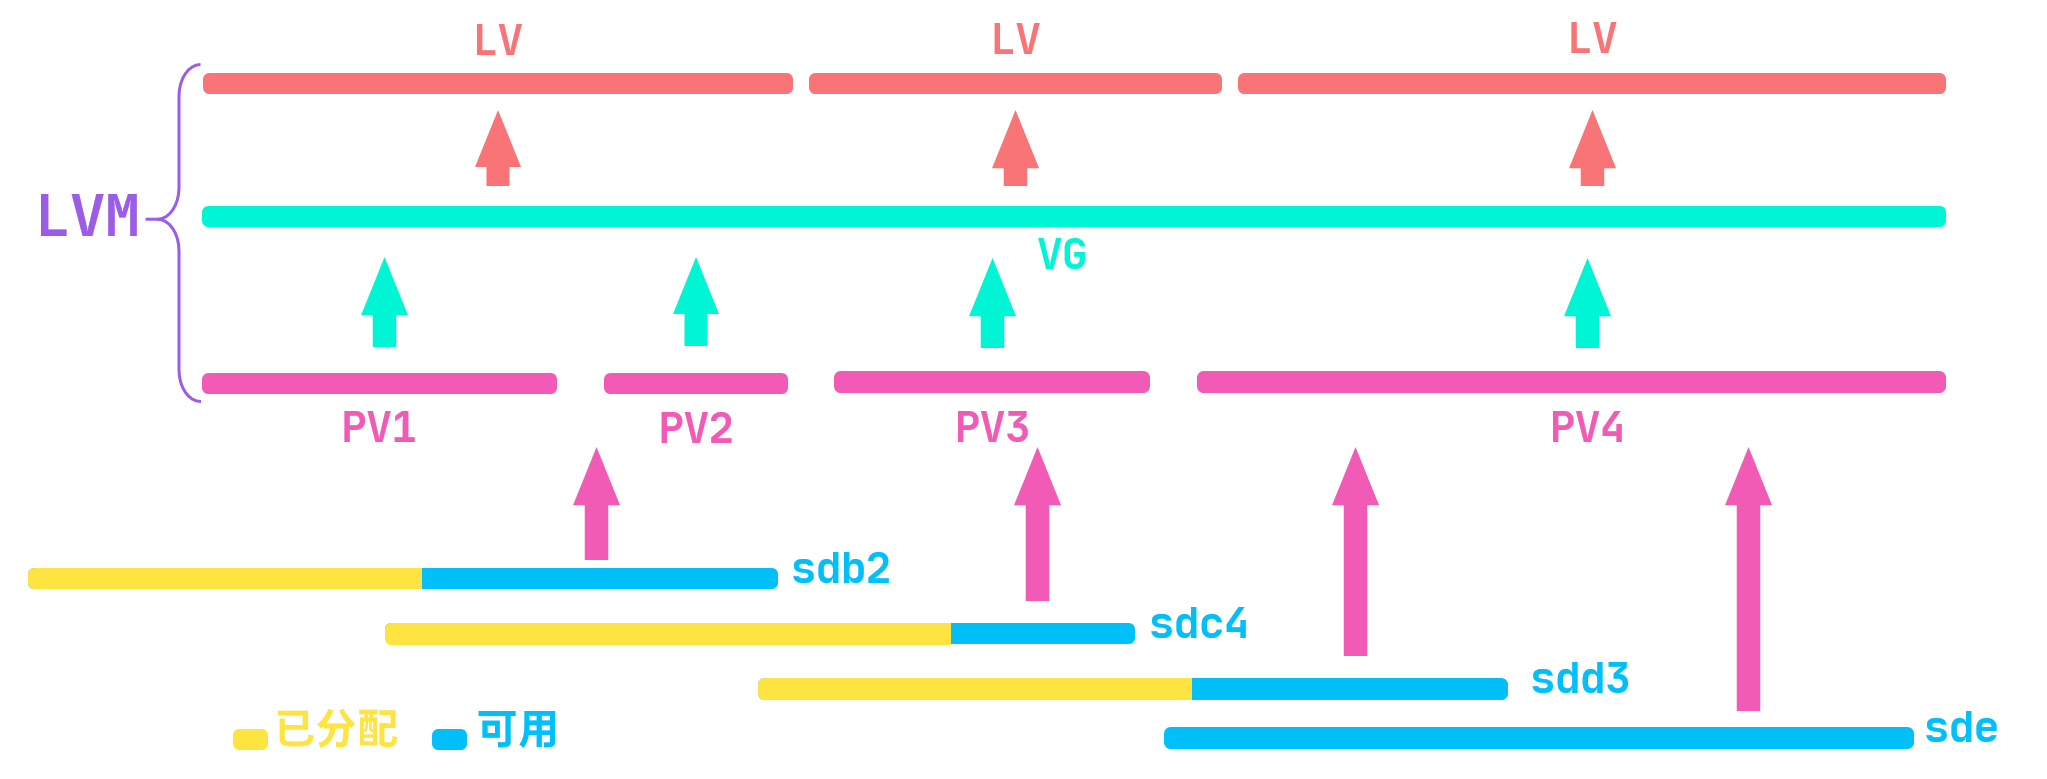 LV
LV
LV
LVM
VG
PV1
PV2
PV3
PV4
sdb2
sdc4
sdd3
sde
已分配
可用